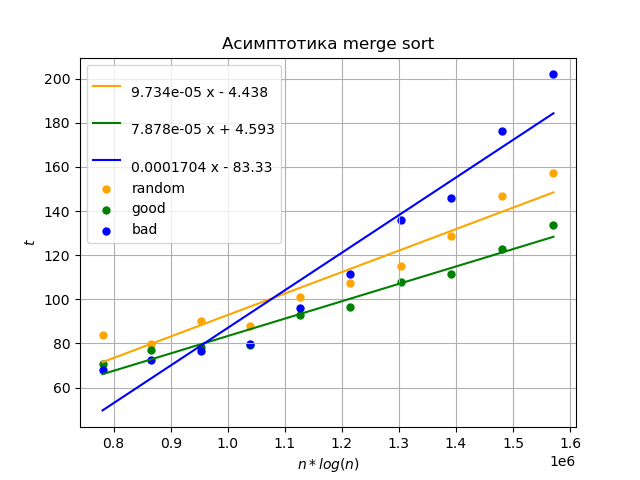 Асимптотика merge sort
9.734e-05 x - 4.438
7.878e-05 x + 4.593
0.0001704 x - 83.33
random
good
bad
200
180
160
140
120
100
80
60
t
0.8 0.9 1.0 1.1 1.2 1.3 1.4 1.5 1.6
1e6
n * log(n)